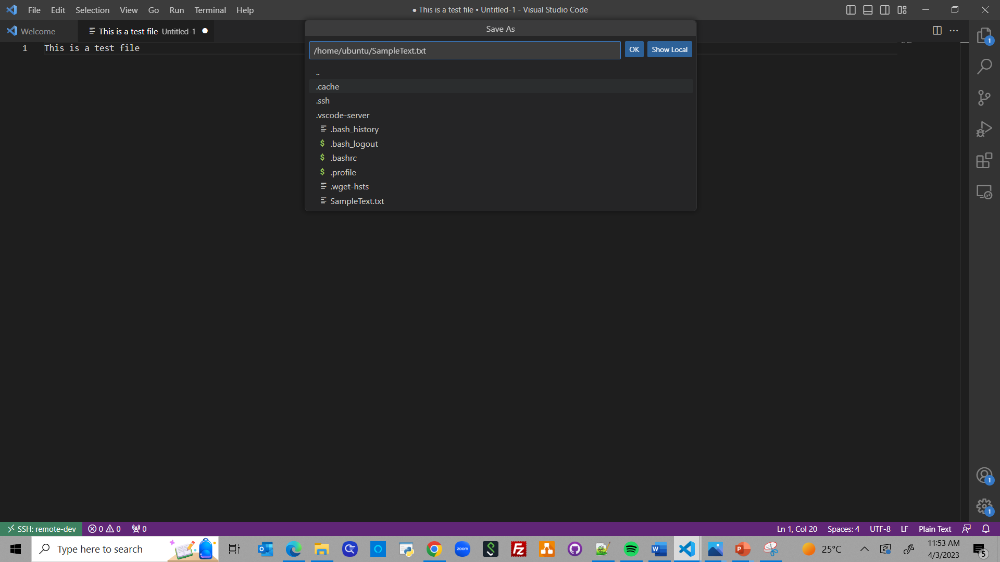 File Edit Selection View Go Run Terminal Help
● This is a test file • Untitled-1 - Visual Studio Code
Welcome
This is a test file Untitled-1 ●
Save As
/home/ubuntu/SampleText.txt
OK
Show Local
1 This is a test file
..
.cache
.ssh
.vscode-server
.bash_history
$ .bash_logout
$ .bashrc
$ .profile
.wget-hsts
SampleText.txt
1
1
1
SSH: remote-dev
0 0
0
Ln 1, Col 20
Spaces: 4
UTF-8
LF
Plain Text
Type here to search
zoom
25°C
11:53 AM
4/3/2023
5